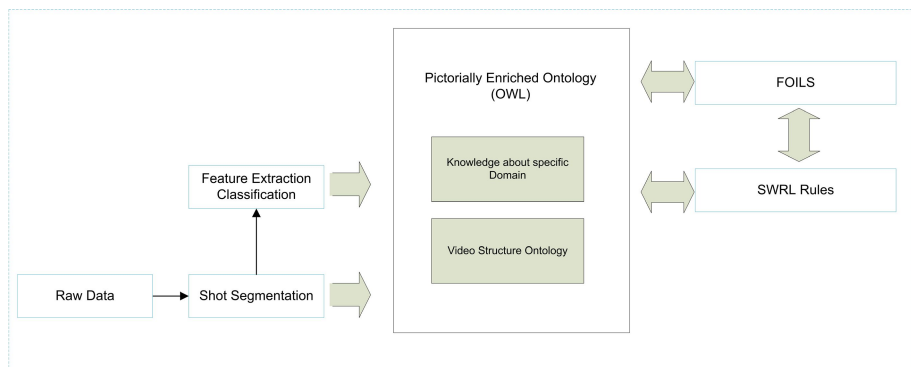 Pictorially Enriched Ontology
(OWL)
FOILS
Knowledge about specific
Domain
Feature Extraction
Classification
SWRL Rules
Video Structure Ontology
Raw Data
Shot Segmentation